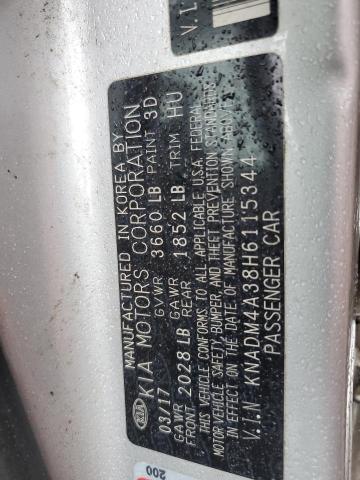 MANUFACTURED IN KOREA BY
KIA KIA MOTORS CORPORATION
03/17 GVWR 3660 LB PAINT 3D
GAWR FRONT 2028 LB GAWR REAR 1852 LB TRIM HU
THIS VEHICLE CONFORMS TO ALL APPLICABLE U.S.A. FEDERAL
MOTOR VEHICLE SAFETY, BUMPER, AND THEFT PREVENTION STANDARDS
IN EFFECT ON THE DATE OF MANUFACTURE SHOWN ABOVE
V.I.N KNADM4A38H6115344
PASSENGER CAR
V.I.
200